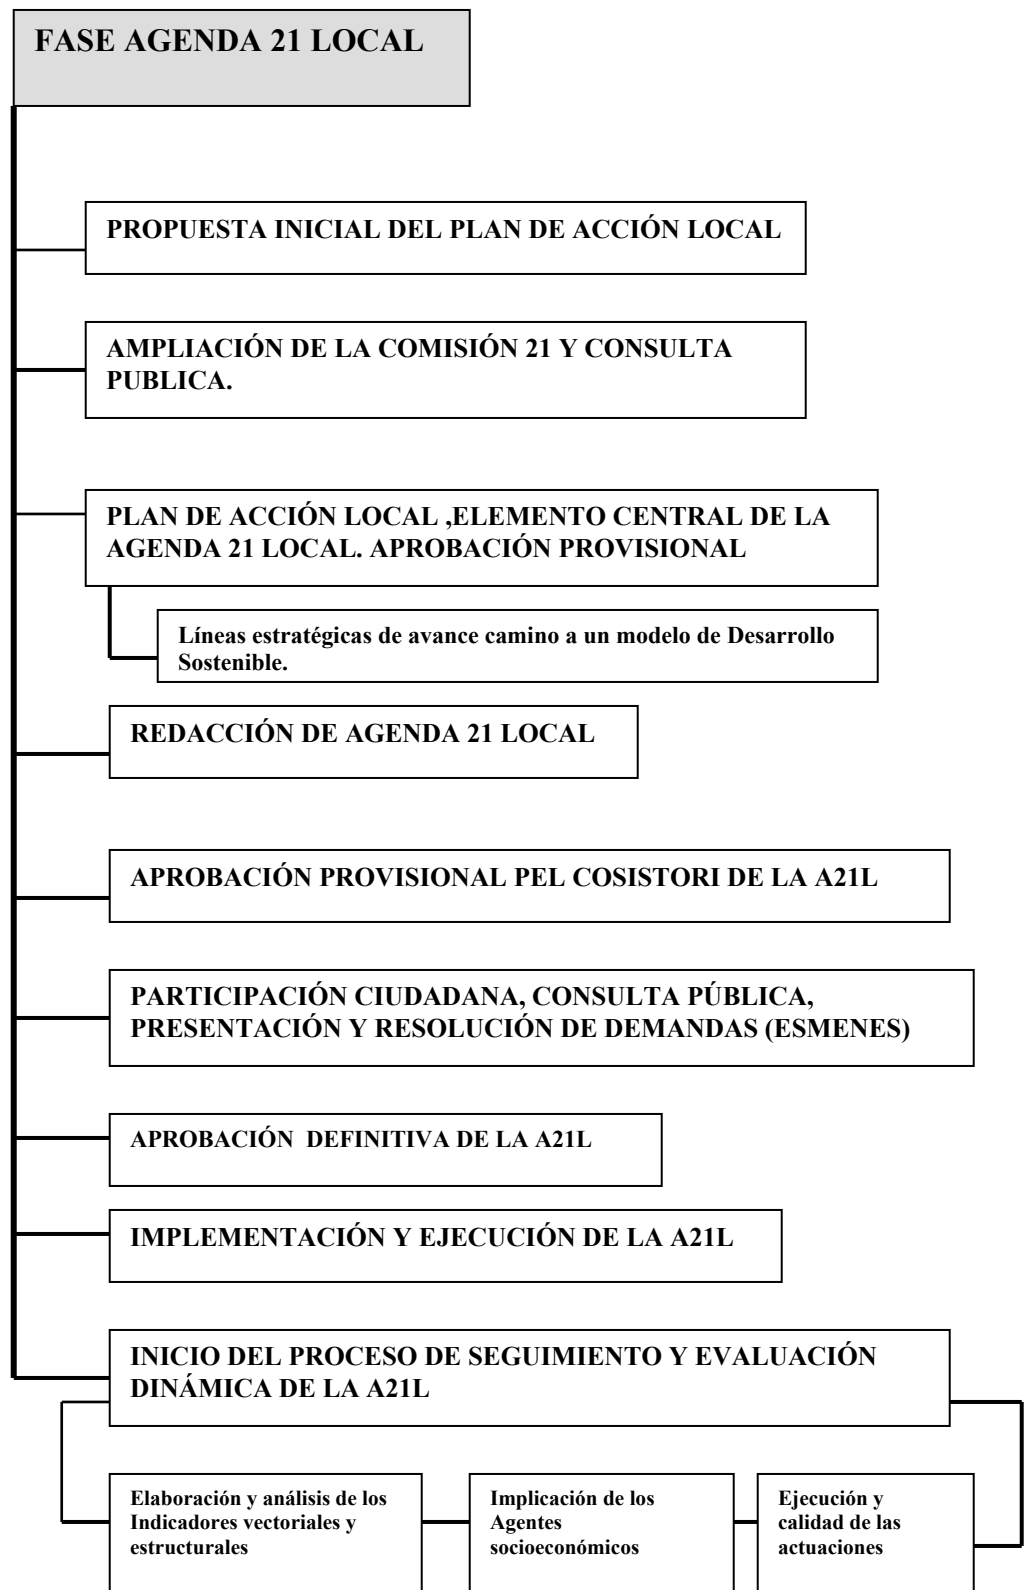 FASE AGENDA 21 LOCAL
PROPUESTA INICIAL DEL PLAN DE ACCIÓN LOCAL
AMPLIACIÓN DE LA COMISIÓN 21 Y CONSULTA
PUBLICA.
PLAN DE ACCIÓN LOCAL ,ELEMENTO CENTRAL DE LA
AGENDA 21 LOCAL. APROBACIÓN PROVISIONAL
Líneas estratégicas de avance camino a un modelo de Desarrollo
Sostenible.
REDACCIÓN DE AGENDA 21 LOCAL
APROBACIÓN PROVISIONAL PEL COSISTORI DE LA A21L
PARTICIPACIÓN CIUDADANA, CONSULTA PÚBLICA,
PRESENTACIÓN Y RESOLUCIÓN DE DEMANDAS (ESMENES)
APROBACIÓN  DEFINITIVA DE LA A21L
IMPLEMENTACIÓN Y EJECUCIÓN DE LA A21L
INICIO DEL PROCESO DE SEGUIMIENTO Y EVALUACIÓN
DINÁMICA DE LA A21L
Elaboración y análisis de los
Indicadores vectoriales y
estructurales
Implicación de los
Agentes
socioeconómicos
Ejecución y
calidad de las
actuaciones